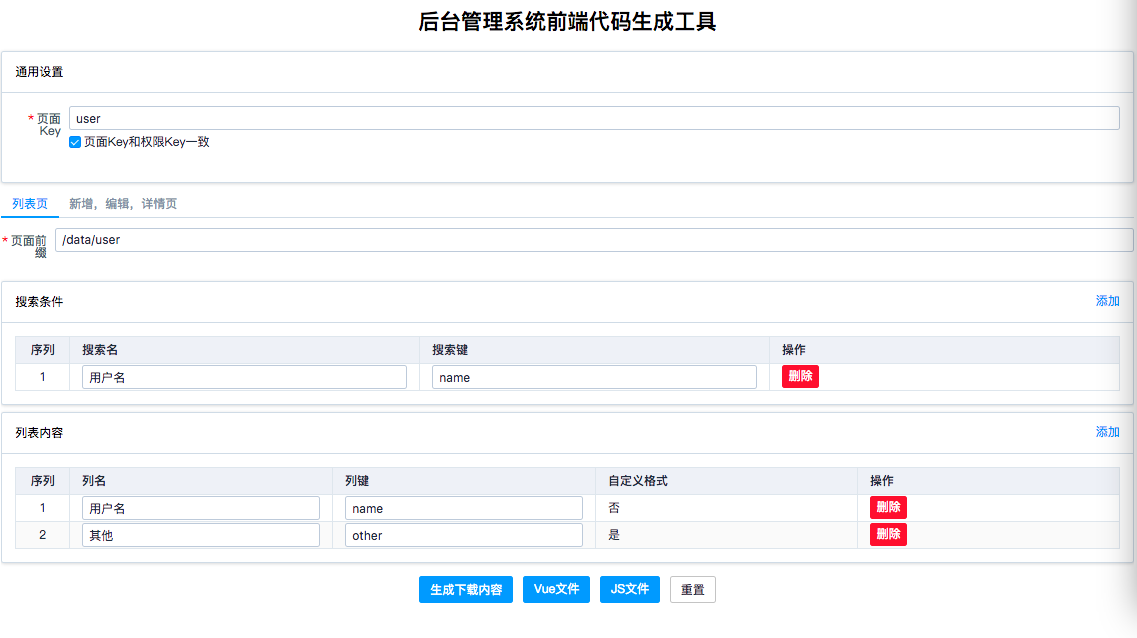 后台管理系统前端代码生成工具
通用设置
* 页面
Key
user
页面Key和权限Key一致
列表页 新增，编辑，详情页
* 页面前
缀
/data/user
搜索条件 添加
序列 搜索名 搜索键 操作
1 用户名 name 删除
列表内容 添加
序列 列名 列键 自定义格式 操作
1 用户名 name 否 删除
2 其他 other 是 删除
生成下载内容 Vue文件 JS文件 重置